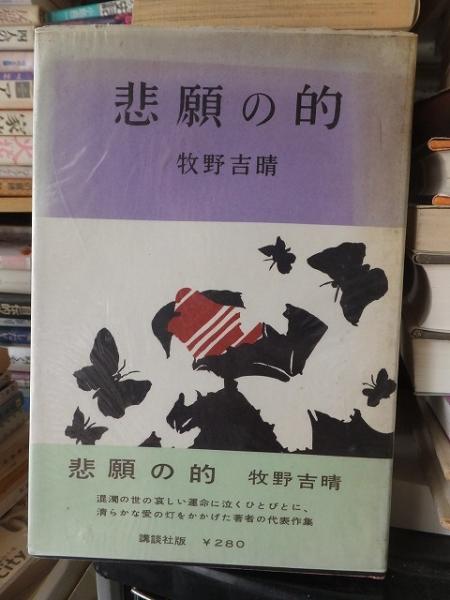 悲願の的
牧野吉晴
悲願の的 牧野吉晴
混濁の世の哀しい運命に泣くひとびとに、
清らかな愛の灯をかかげた著者の代表作集
講談社版 ¥280